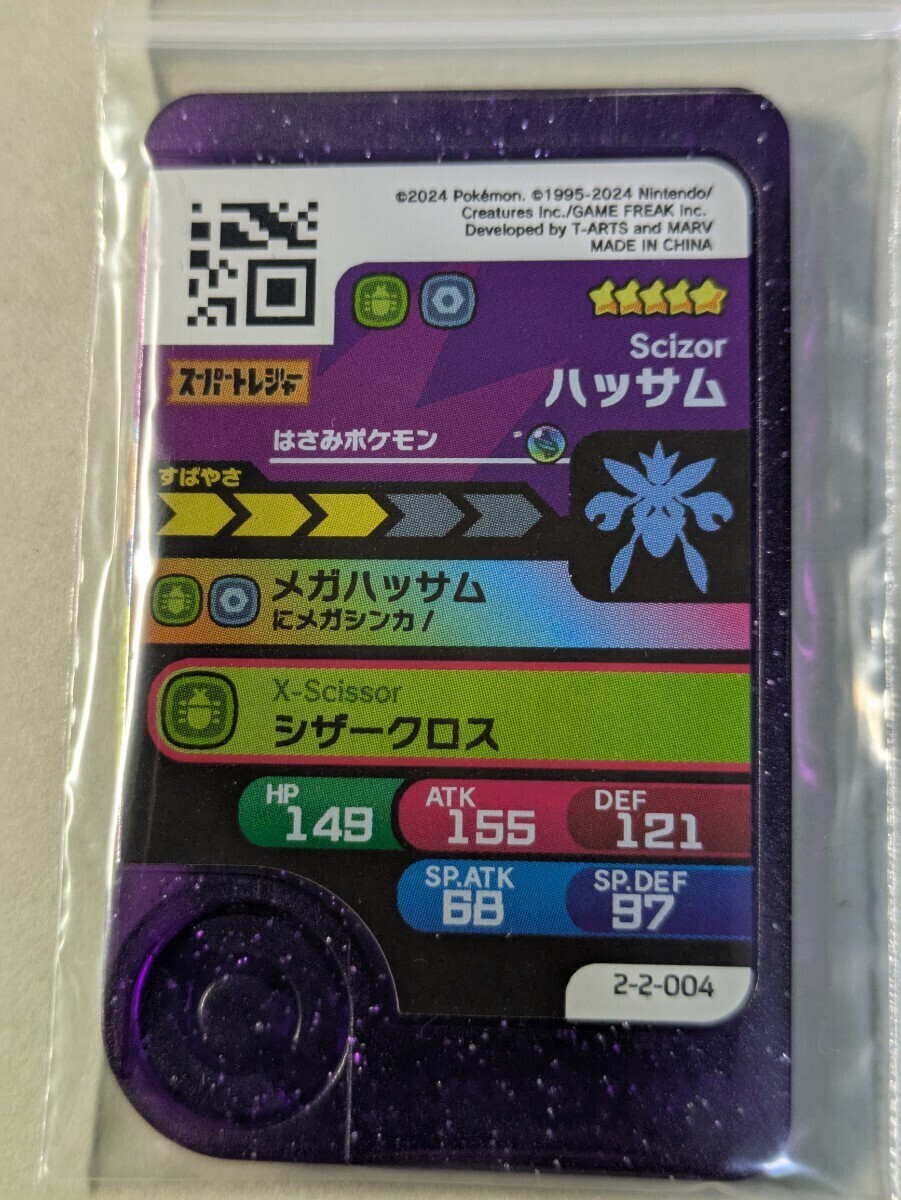 ©2024 Pokémon. ©1995-2024 Nintendo/
Creatures Inc./GAME FREAK inc.
Developed by T-ARTS and MARV
MADE IN CHINA
Scizor
スーパートレジャー
ハッサム
はさみポケモン
すばやさ
メガハッサム
にメガシンカ!
X-Scissor
シザークロス
HP 149 ATK 155 DEF 121
SP.ATK 68 SP.DEF 97
2-2-004